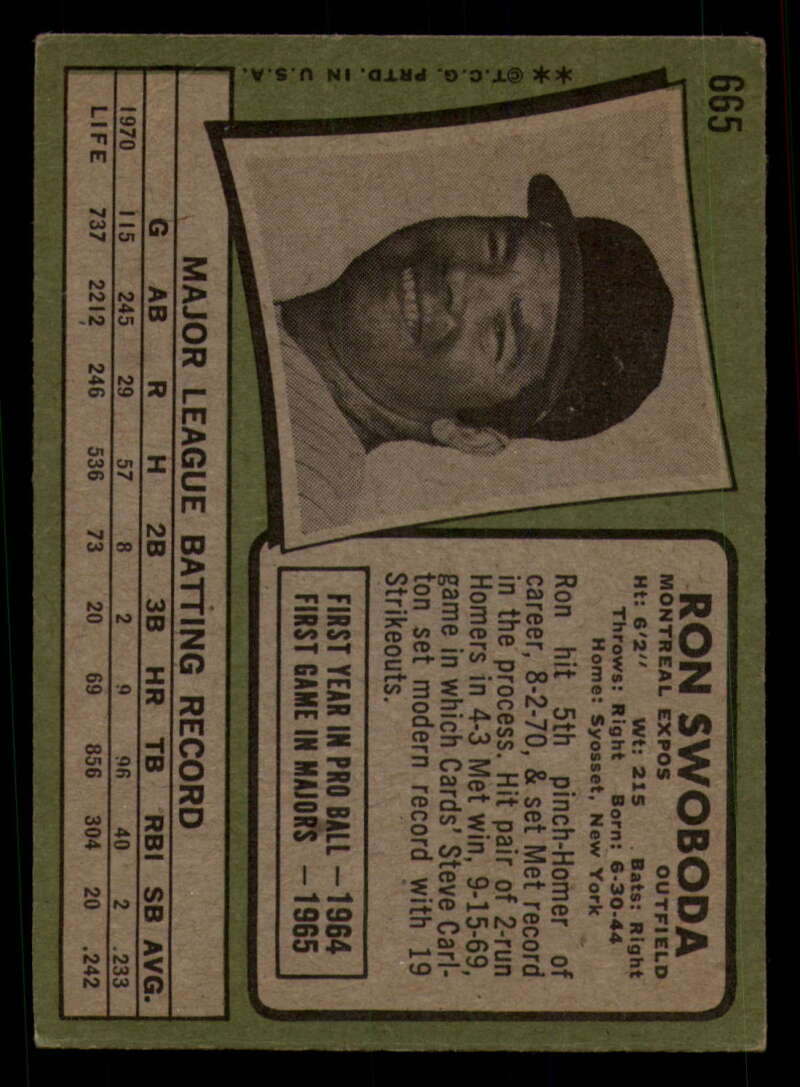 665
**©T.C.G. PRTD. IN U.S.A.
RON SWOBODA
MONTREAL EXPOS OUTFIELD
Ht: 6'2" Wt: 215 Bats: Right
Throws: Right Born: 6-30-44
Home: Syosset, New York
Ron hit 5th pinch-Homer of
career, 8-2-70, & set Met record
in the process. Hit pair of 2-run
Homers in 4-3 Met win, 9-15-69,
game in which Cards' Steve Carl-
ton set modern record with 19
Strikeouts.
FIRST YEAR IN PRO BALL — 1964
FIRST GAME IN MAJORS — 1965
MAJOR LEAGUE BATTING RECORD
G AB R H 2B 3B HR TB RBI SB AVG.
1970 115 245 29 57 8 2 9 96 40 2 .233
LIFE 737 2212 246 536 73 20 69 856 304 20 .242